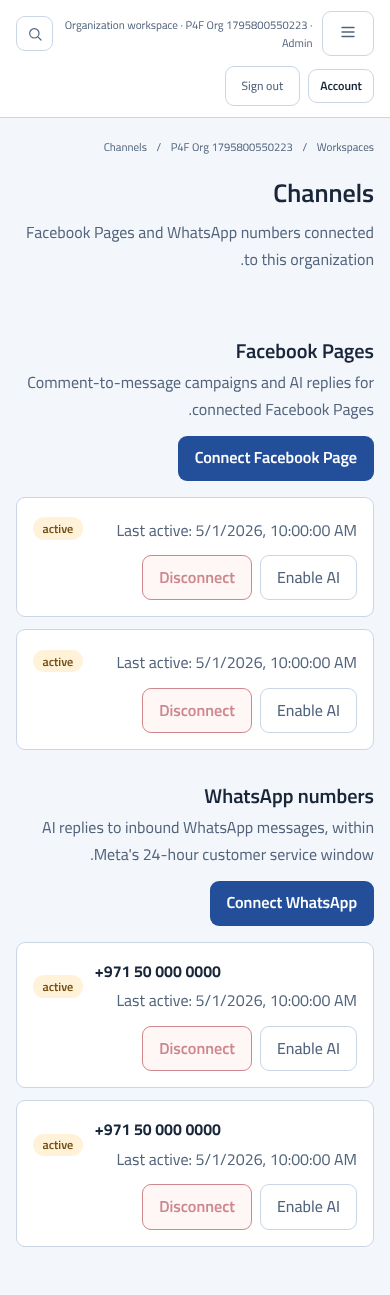 Organization workspace · P4F Org 1795800550223 ·
Admin
Sign out
Account
Channels / P4F Org 1795800550223 / Workspaces
Channels
Facebook Pages and WhatsApp numbers connected
.to this organization
Facebook Pages
Comment-to-message campaigns and AI replies for
.connected Facebook Pages
Connect Facebook Page
active
Last active: 5/1/2026, 10:00:00 AM
Disconnect
Enable AI
active
Last active: 5/1/2026, 10:00:00 AM
Disconnect
Enable AI
WhatsApp numbers
AI replies to inbound WhatsApp messages, within
.Meta's 24-hour customer service window
Connect WhatsApp
+971 50 000 0000
active
Last active: 5/1/2026, 10:00:00 AM
Disconnect
Enable AI
+971 50 000 0000
active
Last active: 5/1/2026, 10:00:00 AM
Disconnect
Enable AI